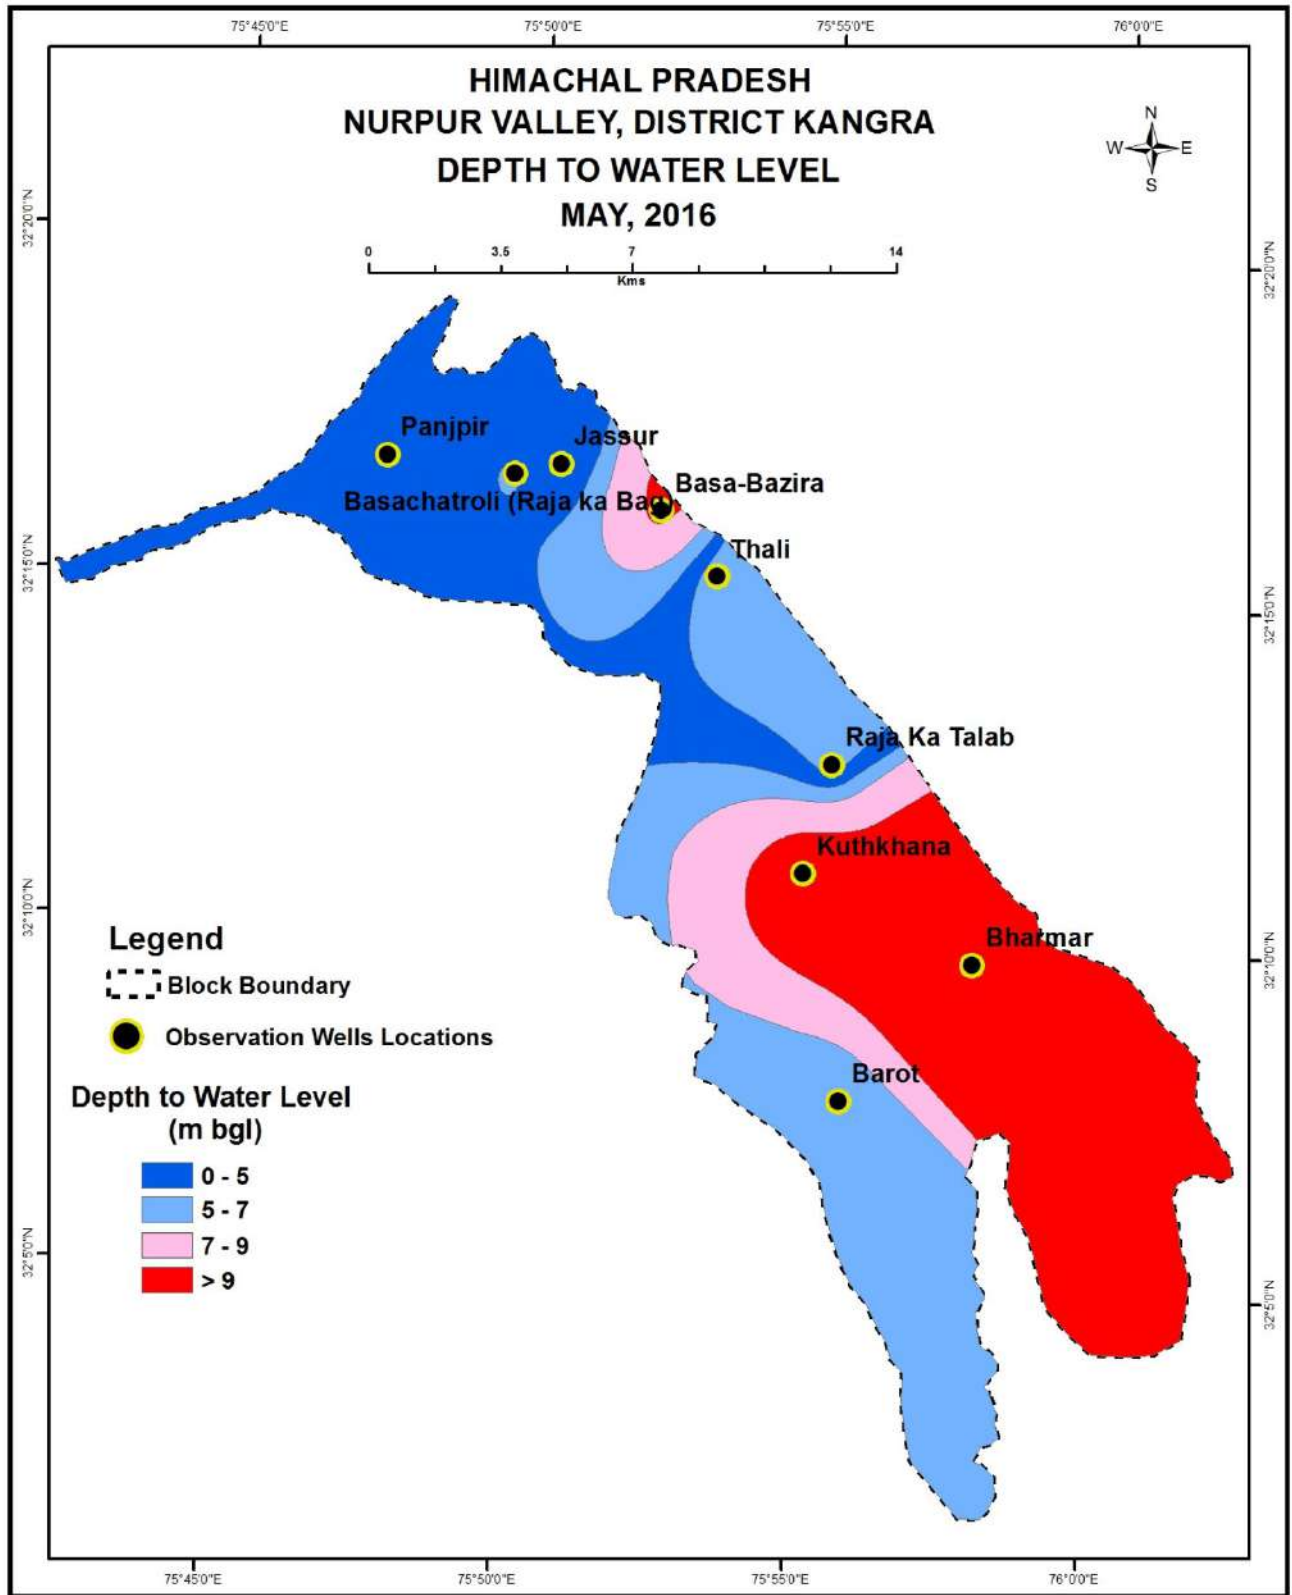 75°45'0"E 75°50'0"E 75°55'0"E 76°0'0"E
HIMACHAL PRADESH
NURPUR VALLEY, DISTRICT KANGRA
DEPTH TO WATER LEVEL
MAY, 2016
N
W E
S
32°20'0"N
32°20'0"N
0 3.5 7 14
Kms
Panjpir
Jassur
Basa-Bazira
Basachatroli (Raja ka Bag
Thali
32°15'0"N
32°15'0"N
Raja Ka Talab
Kuthkhana
32°10'0"N
32°10'0"N
Bharmar
Barot
Legend
Block Boundary
Observation Wells Locations
Depth to Water Level
(m bgl)
0 - 5
5 - 7
7 - 9
> 9
32°5'0"N
32°5'0"N
75°45'0"E 75°50'0"E 75°55'0"E 76°0'0"E